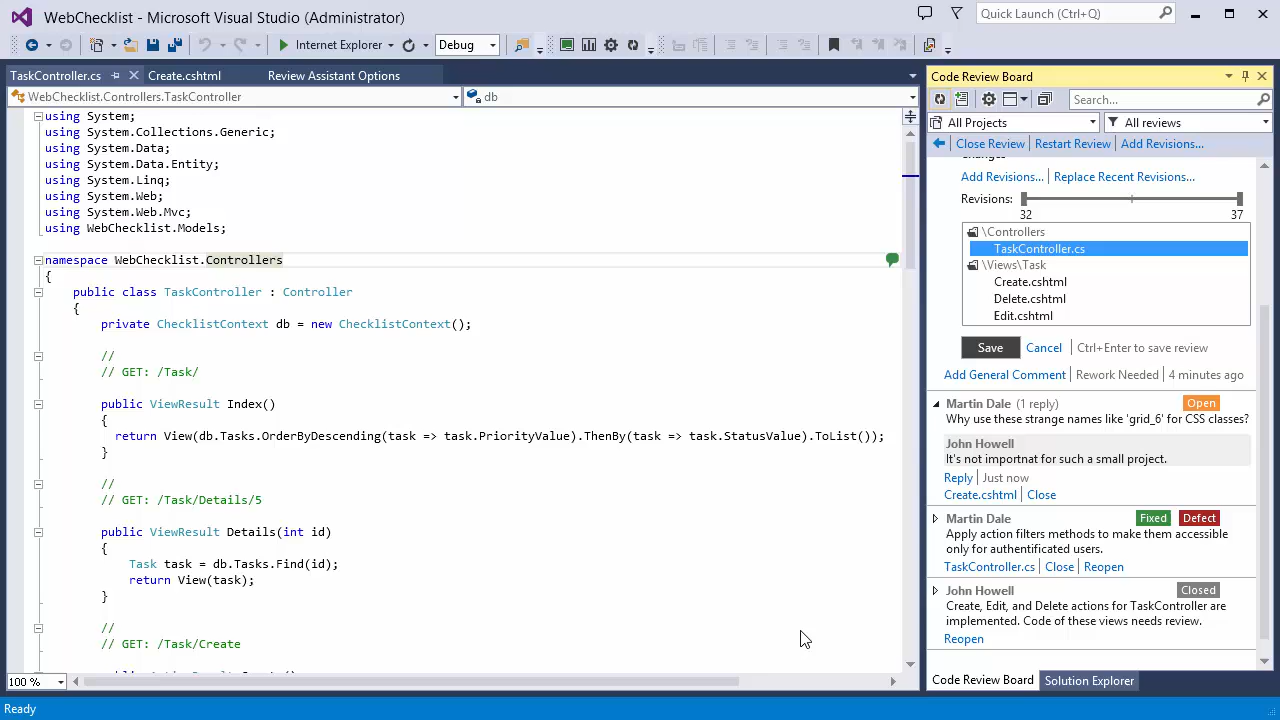 WebChecklist - Microsoft Visual Studio (Administrator)
Quick Launch (Ctrl+Q)
Internet Explorer
Debug
TaskController.cs
Create.cshtml
Review Assistant Options
WebChecklist.Controllers.TaskController
db
using System;
using System.Collections.Generic;
using System.Data;
using System.Data.Entity;
using System.Linq;
using System.Web;
using System.Web.Mvc;
using WebChecklist.Models;
namespace WebChecklist.Controllers
{
public class TaskController : Controller
{
private ChecklistContext db = new ChecklistContext();
//
// GET: /Task/
public ViewResult Index()
{
return View(db.Tasks.OrderByDescending(task => task.PriorityValue).ThenBy(task => task.StatusValue).ToList());
}
//
// GET: /Task/Details/5
public ViewResult Details(int id)
{
Task task = db.Tasks.Find(id);
return View(task);
}
//
// GET: /Task/Create
100 %
Code Review Board
Search...
All Projects
All reviews
Close Review | Restart Review | Add Revisions...
Add Revisions... | Replace Recent Revisions...
Revisions:
32
37
\Controllers
TaskController.cs
\Views\Task
Create.cshtml
Delete.cshtml
Edit.cshtml
Save
Cancel | Ctrl+Enter to save review
Add General Comment | Rework Needed | 4 minutes ago
Martin Dale (1 reply)
Open
Why use these strange names like 'grid_6' for CSS classes?
John Howell
It's not importnat for such a small project.
Reply | Just now
Create.cshtml | Close
Martin Dale
Fixed
Defect
Apply action filters methods to make them accessible
only for authentificated users.
TaskController.cs | Close | Reopen
John Howell
Closed
Create, Edit, and Delete actions for TaskController are
implemented. Code of these views needs review.
Reopen
Code Review Board
Solution Explorer
Ready